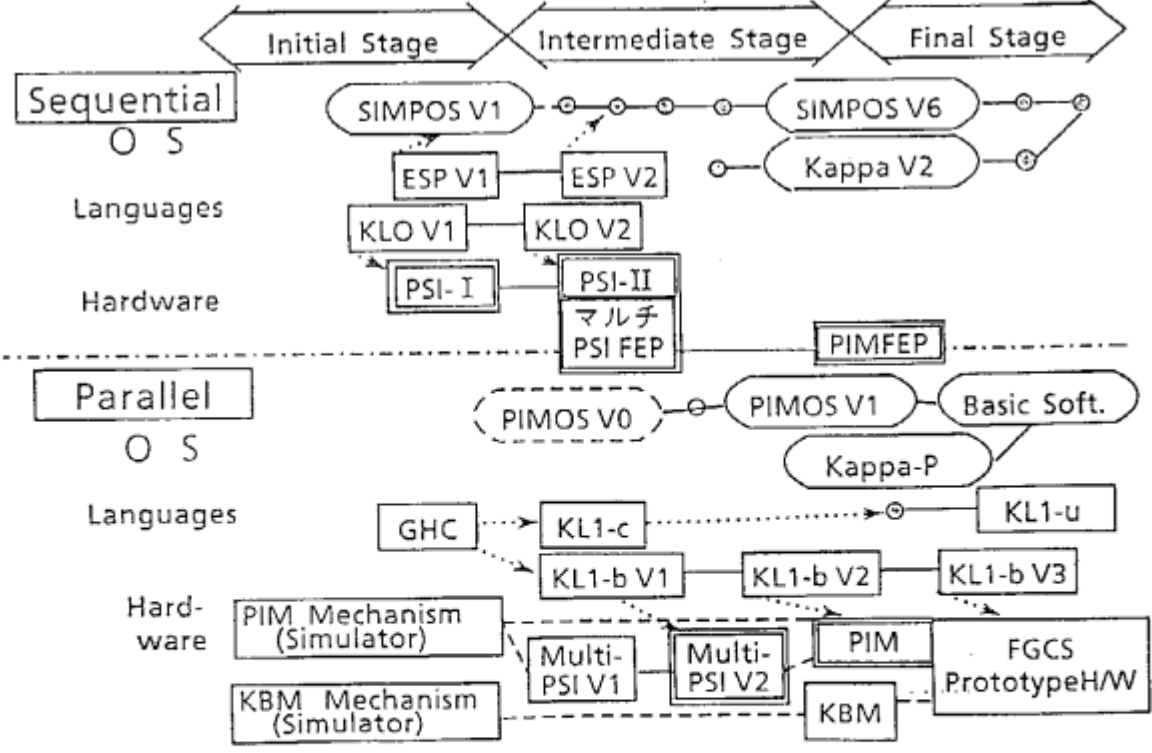 Initial Stage
Intermediate Stage
Final Stage
Sequential
O S
SIMPOS V1
SIMPOS V6
ESP V1
ESP V2
Kappa V2
Languages
KLO V1
KLO V2
Hardware
PSI-I
PSI-II
マルチ
PSI FEP
PIMFEP
Parallel
O S
PIMOS V0
PIMOS V1
Basic Soft.
Kappa-P
Languages
GHC
KL1-c
KL1-u
KL1-b V1
KL1-b V2
KL1-b V3
Hard-
ware
PIM Mechanism
(Simulator)
Multi-
PSI V1
Multi-
PSI V2
PIM
FGCS
PrototypeH/W
KBM Mechanism
(Simulator)
KBM